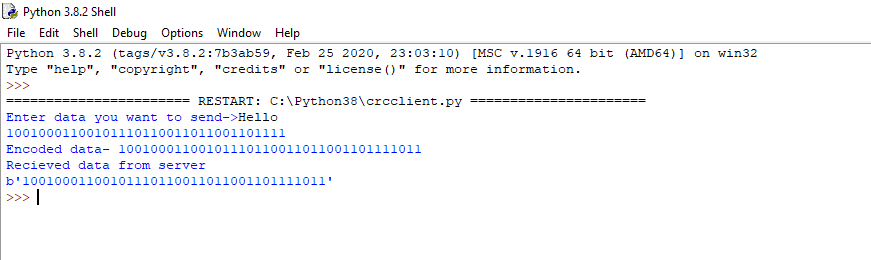 Python 3.8.2 Shell
File Edit Shell Debug Options Window Help
Python 3.8.2 (tags/v3.8.2:7b3ab59, Feb 25 2020, 23:03:10) [MSC v.1916 64 bit (AMD64)] on win32
Type "help", "copyright", "credits" or "license()" for more information.
>>>
======================= RESTART: C:\Python38\crcclient.py ======================
Enter data you want to send->Hello
10010001100101110110011011001101111
Encoded data- 10010001100101110110011011001101111011
Recieved data from server
b'10010001100101110110011011001101111011'
>>>